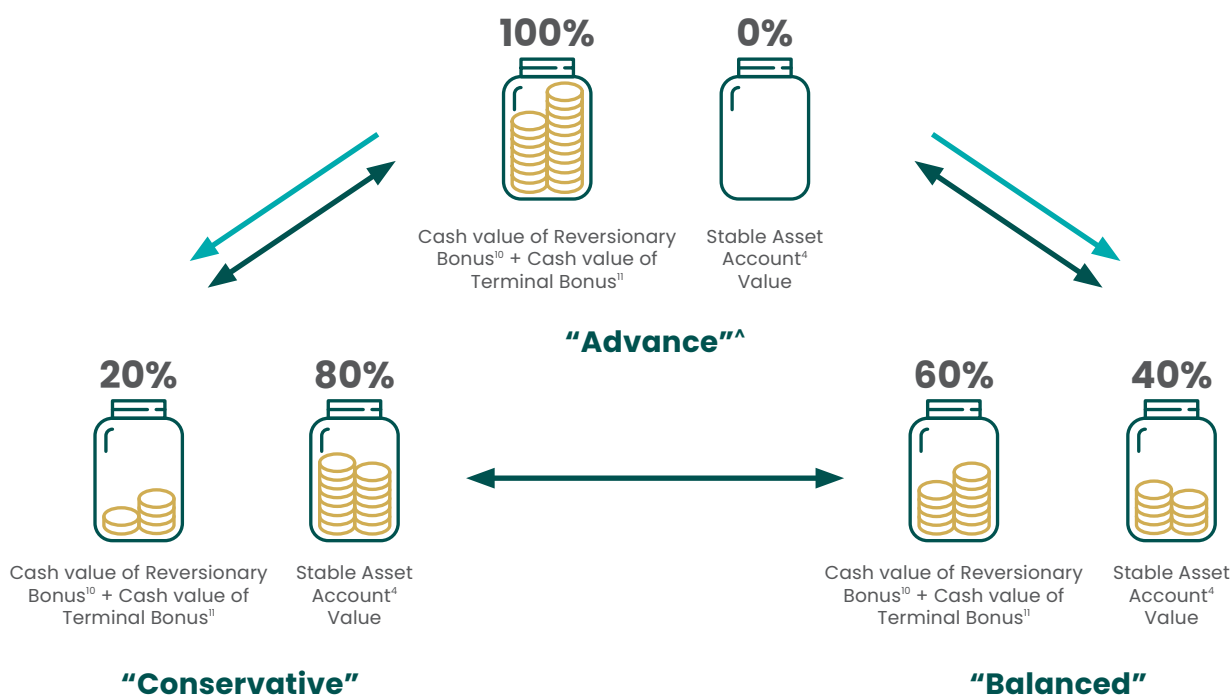 100%
0%
Cash value of Reversionary
Bonus¹⁰ + Cash value of
Terminal Bonus¹¹
Stable Asset
Account⁴
Value
“Advance”^
20%
80%
Cash value of Reversionary
Bonus¹⁰ + Cash value of
Terminal Bonus¹¹
Stable Asset
Account⁴
Value
“Conservative”
60%
40%
Cash value of Reversionary
Bonus¹⁰ + Cash value of
Terminal Bonus¹¹
Stable Asset
Account⁴
Value
“Balanced”